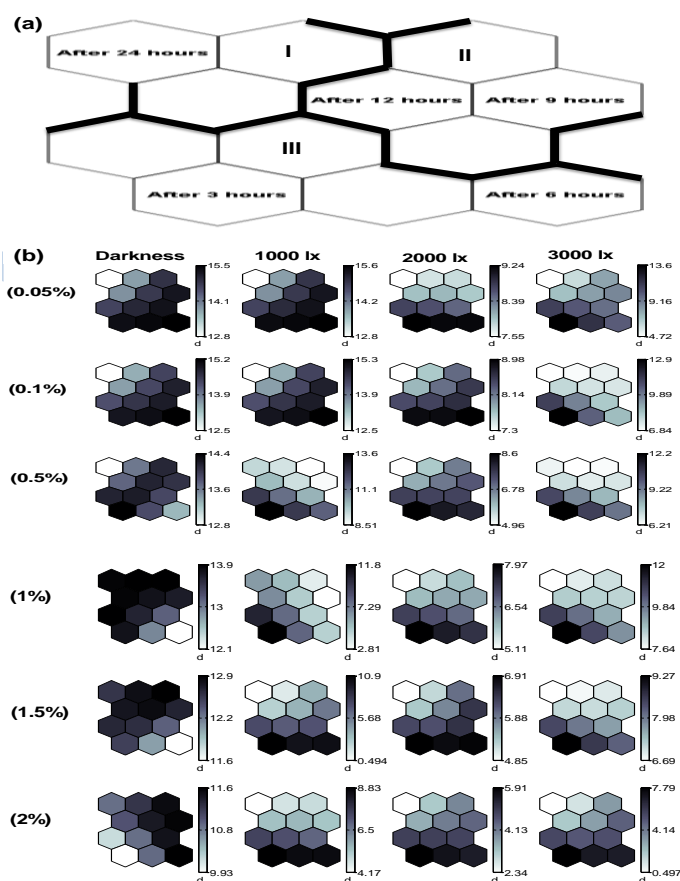 (a)
After 24 hours I II
After 12 hours After 9 hours
III
After 3 hours After 6 hours
(b) Darkness 1000 lx 2000 lx 3000 lx
(0.05%)
15.5 15.6 9.24 13.6
14.1 14.1 8.39 9.16
12.8 12.8 7.55 4.72
d d d d
(0.1%)
15.2 15.3 8.98 12.9
13.9 13.9 8.14 9.89
12.5 12.5 7.3 6.84
d d d d
(0.5%)
14.4 13.6 8.6 12.2
13.6 11.1 6.78 9.22
12.8 8.51 4.96 6.21
d d d d
(1%)
13.9 11.8 7.97 12
13 7.29 6.54 9.84
12.1 2.81 5.11 7.64
d d d d
(1.5%)
12.9 10.9 6.91 9.27
12.2 5.68 5.88 7.98
11.6 0.494 4.85 6.69
d d d d
(2%)
11.6 8.83 5.91 7.79
10.8 6.5 4.13 4.14
9.93 4.17 2.34 0.497
d d d d